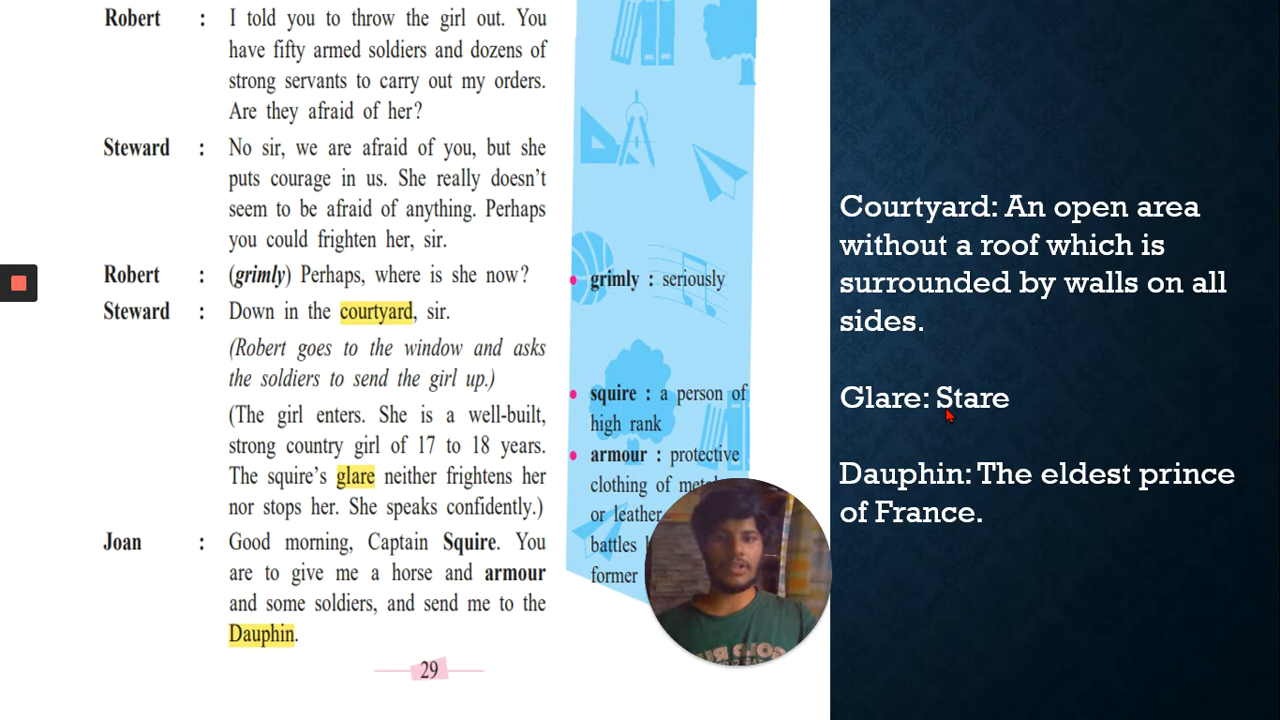 Robert : I told you to throw the girl out. You
have fifty armed soldiers and dozens of
strong servants to carry out my orders.
Are they afraid of her?
Steward : No sir, we are afraid of you, but she
puts courage in us. She really doesn't
seem to be afraid of anything. Perhaps
you could frighten her, sir.
Robert : (grimly) Perhaps, where is she now?
Steward : Down in the courtyard, sir.
(Robert goes to the window and asks
the soldiers to send the girl up.)
(The girl enters. She is a well-built,
strong country girl of 17 to 18 years.
The squire's glare neither frightens her
nor stops her. She speaks confidently.)
Joan : Good morning, Captain Squire. You
are to give me a horse and armour
and some soldiers, and send me to the
Dauphin.
29
• grimly : seriously
• squire : a person of
high rank
• armour : protective
clothing of
or leather
battles
former
Courtyard: An open area
without a roof which is
surrounded by walls on all
sides.
Glare: Stare
Dauphin: The eldest prince
of France.